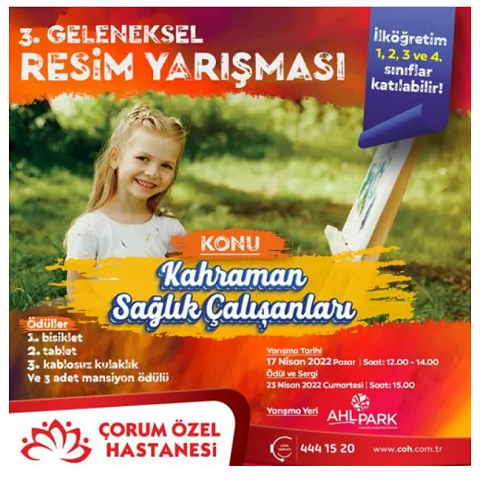 3. GELENEKSEL
RESİM YARIŞMASI
İlköğretim
1, 2, 3 ve 4.
sınıflar
katılabilir!
KONU
Kahraman
Sağlık Çalışanları
Ödüller
1.. bisiklet
2.. tablet
3.. kablosuz kulaklık
Ve 3 adet mansiyon ödülü
Yarışma Tarihi
17 Nisan 2022 Pazar | Saat: 12.00 - 14.00
Ödül ve Sergi
23 Nisan 2022 Cumartesi | Saat: 15.00
Yarışma Yeri
AHL PARK
ÇORUM ÖZEL
HASTANESİ
444 15 20
www.coh.com.tr